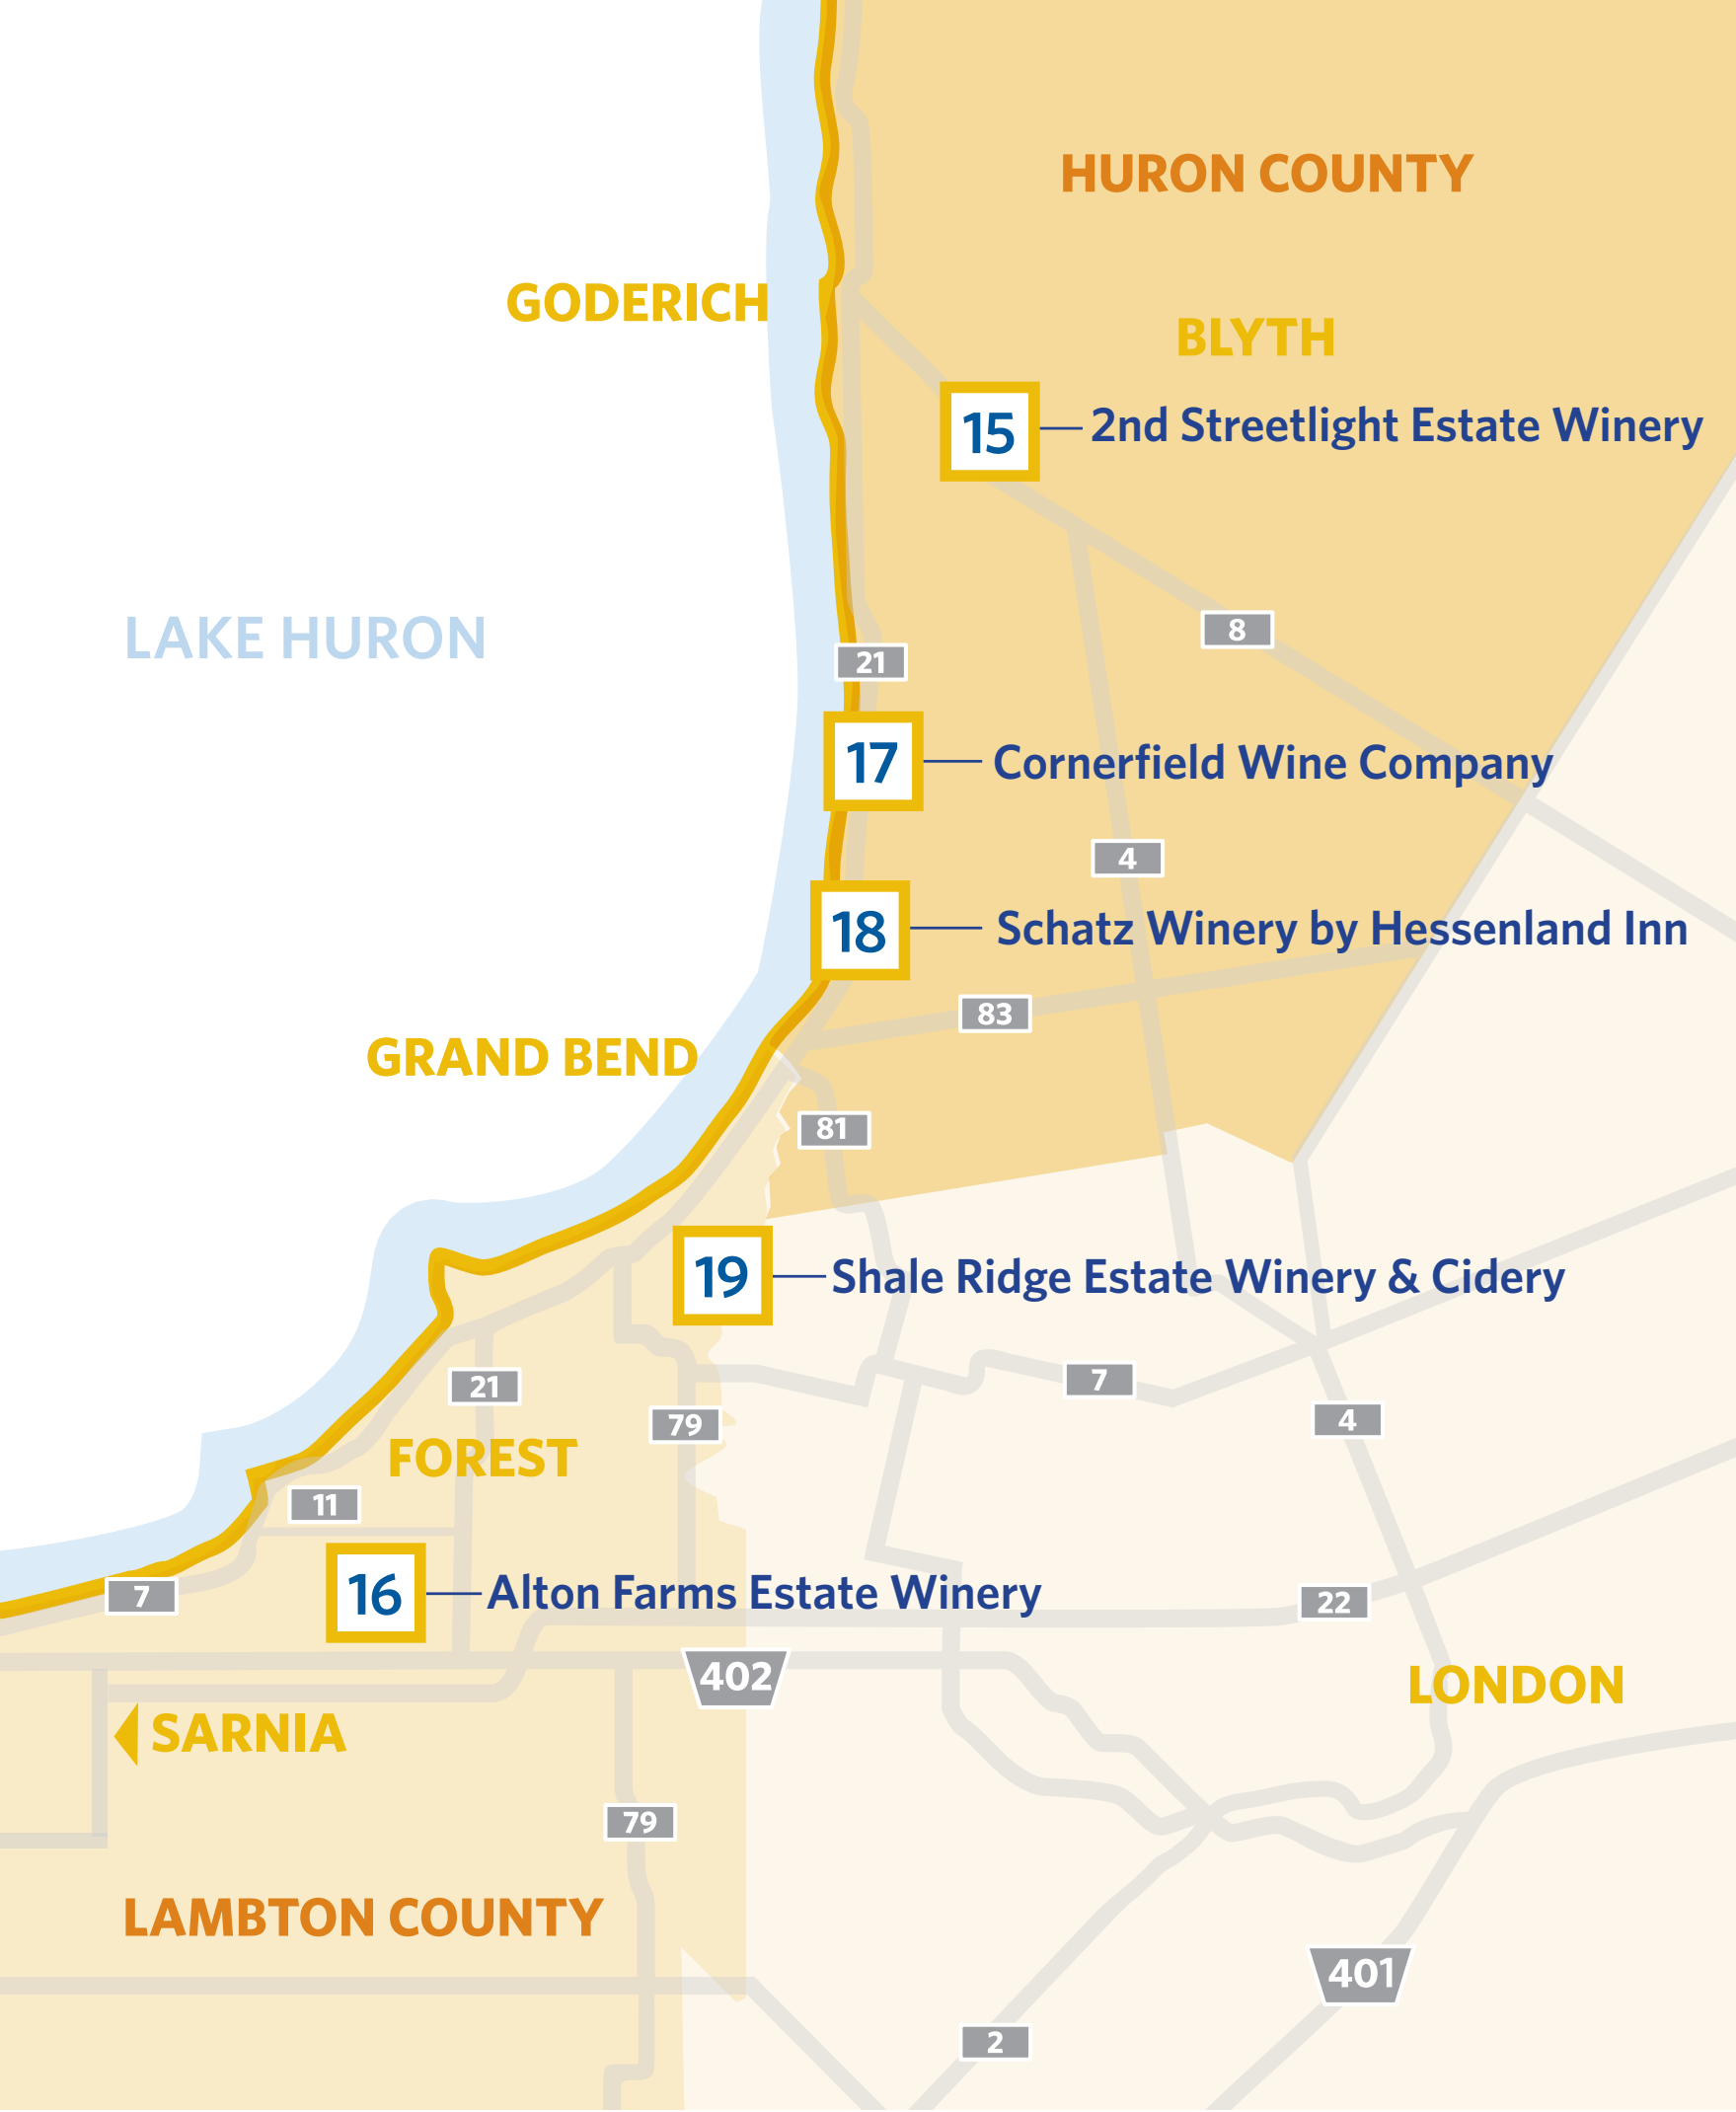 HURON COUNTY
GODERICH
BLYTH
15 2nd Streetlight Estate Winery
LAKE HURON
8
21
17 Cornerfield Wine Company
4
18 Schatz Winery by Hessenland Inn
83
GRAND BEND
81
19 Shale Ridge Estate Winery & Cidery
7
21
79
4
FOREST
11
7
16 Alton Farms Estate Winery
22
402
LONDON
SARNIA
79
LAMBTON COUNTY
401
2